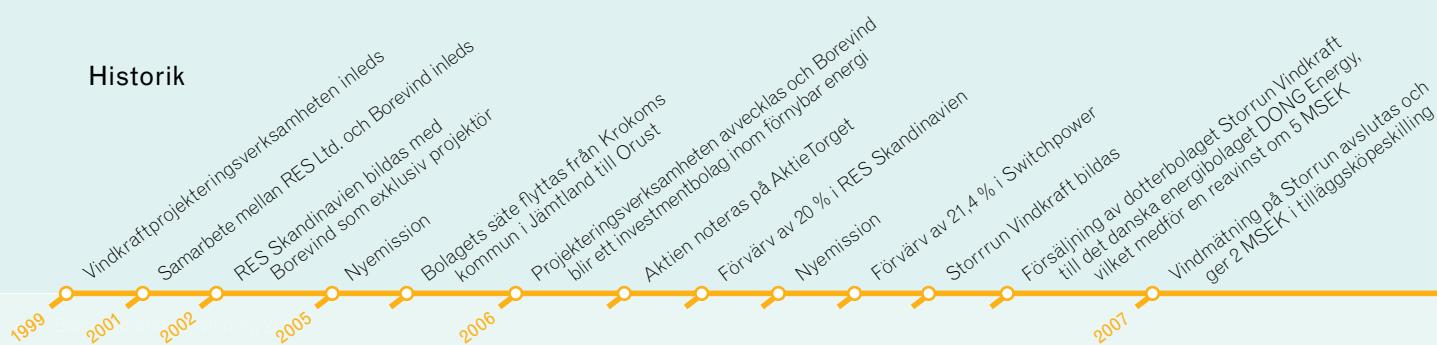 Historik
1999
Vindkraftprojekteringsverksamheten inleds
2001
Samarbete mellan RES Ltd. och Borevind inleds
2002
RES Skandinavien bildas med
Borevind som exklusiv projektör
2005
Nyemission
Bolagets säte flyttas från Krokoms
kommun i Jämtland till Orust
2006
Projekteringsverksamheten avvecklas och Borevind
blir ett investmentbolag inom förnybar energi
Aktien noteras på AktieTorget
Förvärv av 20 % i RES Skandinavien
Nyemission
Förvärv av 21,4 % i Switchpower
Storrun Vindkraft bildas
Försäljning av dotterbolaget Storrun Vindkraft
till det danska energibolaget DONG Energy,
vilket medför en reavinst om 5 MSEK
2007
Vindmätning på Storrun avslutas och
ger 2 MSEK i tilläggsköpeskilling